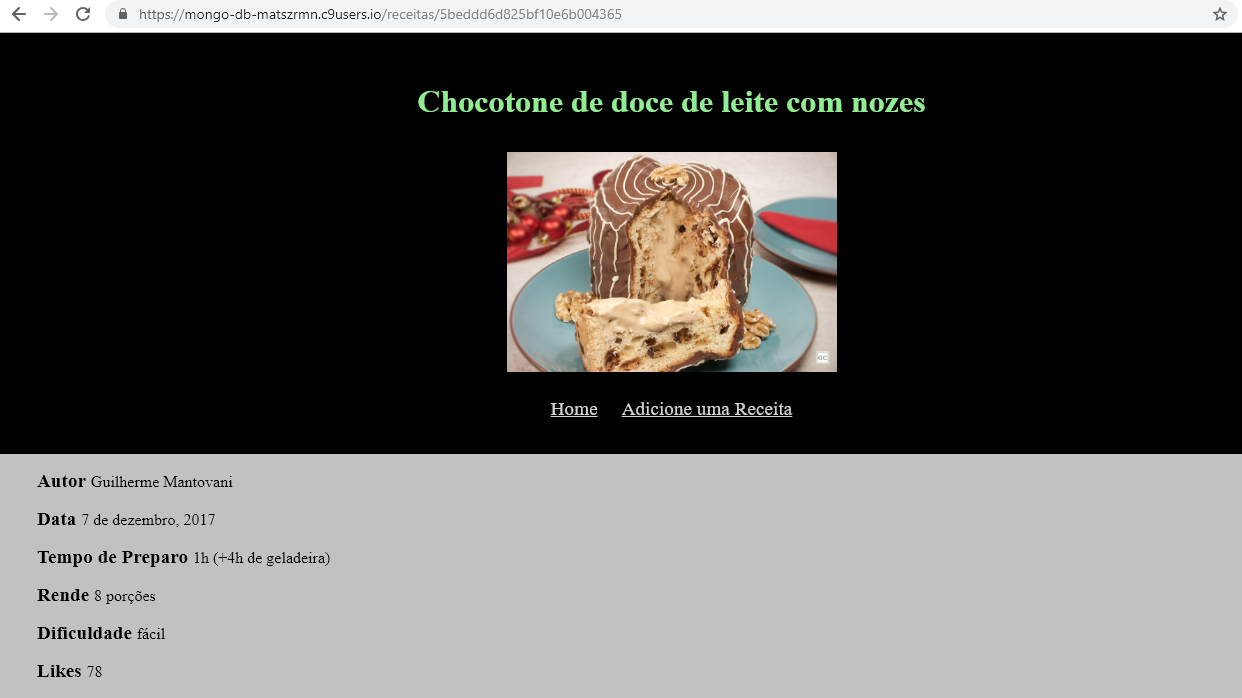 https://mongo-db-matszrmn.c9users.io/receitas/5beddd6d825bf10e6b004365
Chocotone de doce de leite com nozes
Home Adicione uma Receita
Autor Guilherme Mantovani
Data 7 de dezembro, 2017
Tempo de Preparo 1h (+4h de geladeira)
Rende 8 porções
Dificuldade fácil
Likes 78